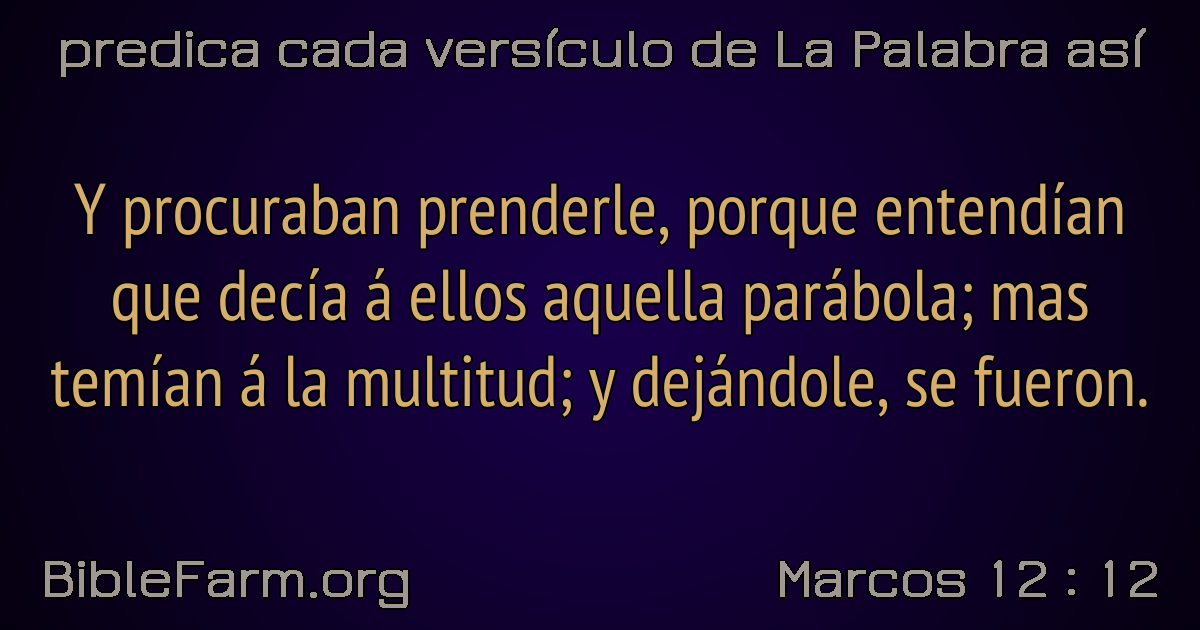 predica cada versículo de La Palabra así
Y procuraban prenderle, porque entendían
que decía á ellos aquella parábola; mas
temían á la multitud; y dejándole, se fueron.
BibleFarm.org
Marcos 12 : 12